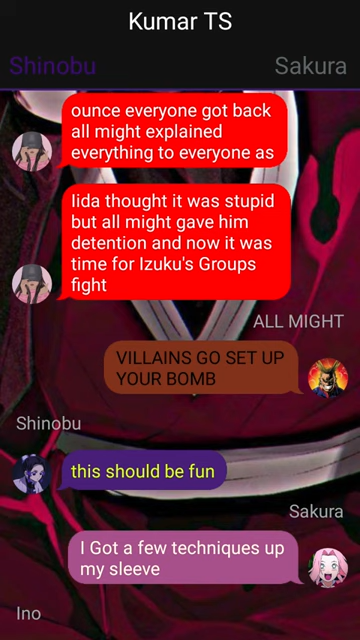 Kumar TS
Shinobu
Sakura
ounce everyone got back
all might explained
everything to everyone as
Iida thought it was stupid
but all might gave him
detention and now it was
time for Izuku's Groups
fight
ALL MIGHT
VILLAINS GO SET UP
YOUR BOMB
Shinobu
this should be fun
Sakura
I Got a few techniques up
my sleeve
Ino